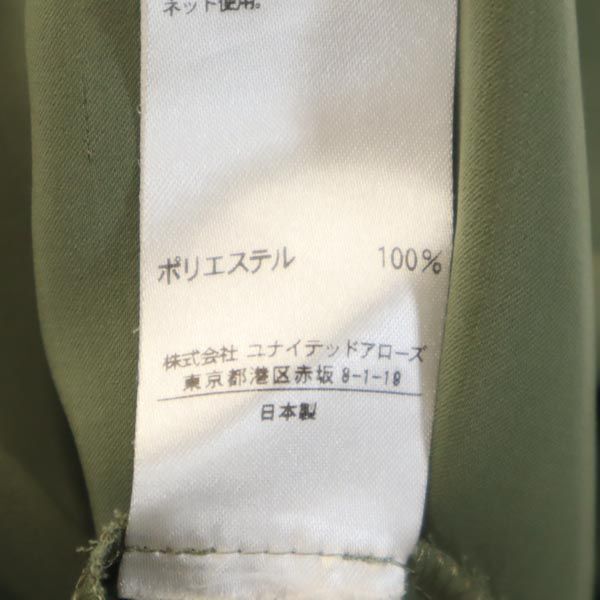 ネット使用。
ポリエステル 100%
株式会社 ユナイテッドアローズ
東京都港区赤坂 8-1-19
日本製